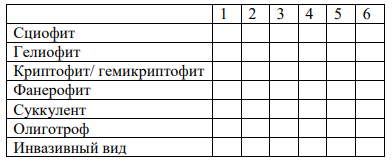 1 2 3 4 5 6
Сциофит
Гелиофит
Криптофит/ гемикриптофит
Фанерофит
Суккулент
Олиготроф
Инвазивный вид